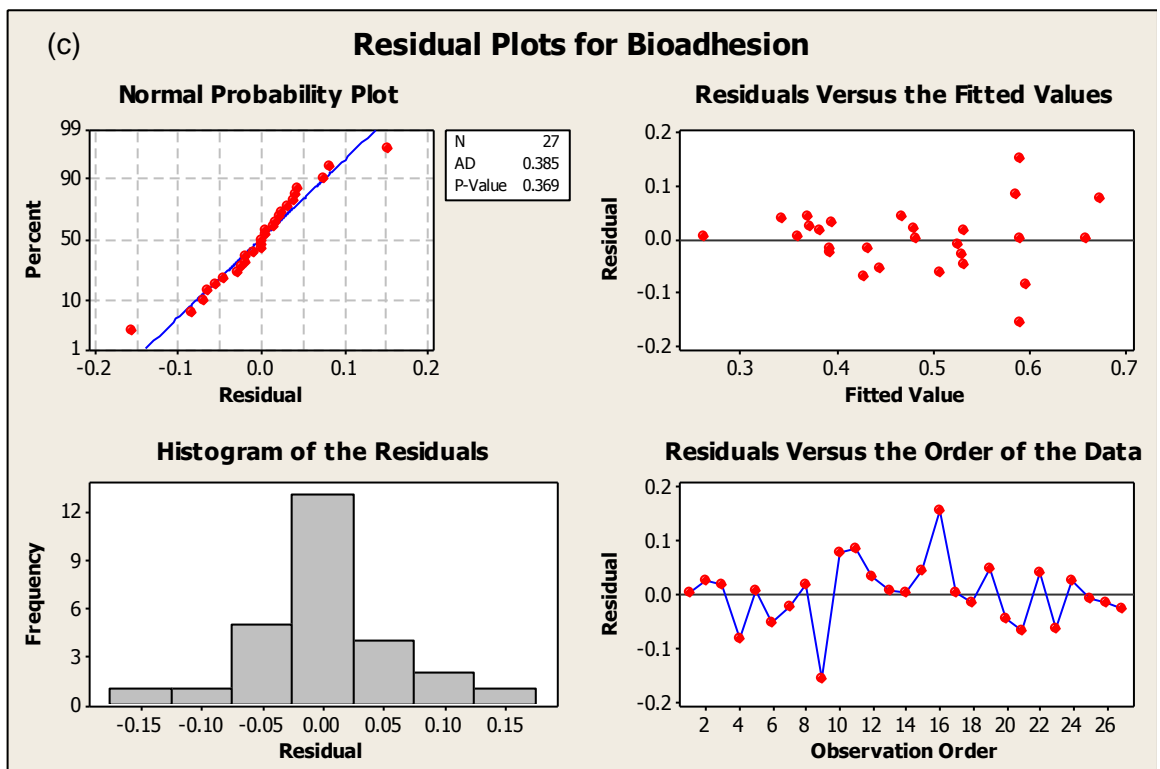 (c)
Residual Plots for Bioadhesion
Normal Probability Plot
Percent
99
90
50
10
1
-0.2 -0.1 0.0 0.1 0.2
Residual
N 27
AD 0.385
P-Value 0.369
Residuals Versus the Fitted Values
Residual
0.2
0.1
0.0
-0.1
-0.2
0.3 0.4 0.5 0.6 0.7
Fitted Value
Histogram of the Residuals
Frequency
12
9
6
3
0
-0.15 -0.10 -0.05 0.00 0.05 0.10 0.15
Residual
Residuals Versus the Order of the Data
Residual
0.2
0.1
0.0
-0.1
-0.2
2 4 6 8 10 12 14 16 18 20 22 24 26
Observation Order